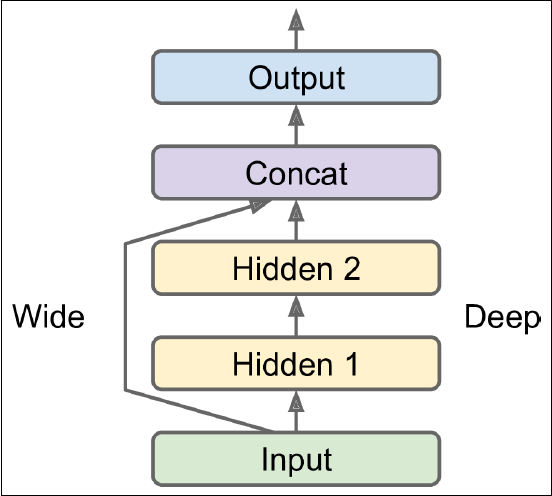 Output
Concat
Hidden 2
Wide
Deep
Hidden 1
Input